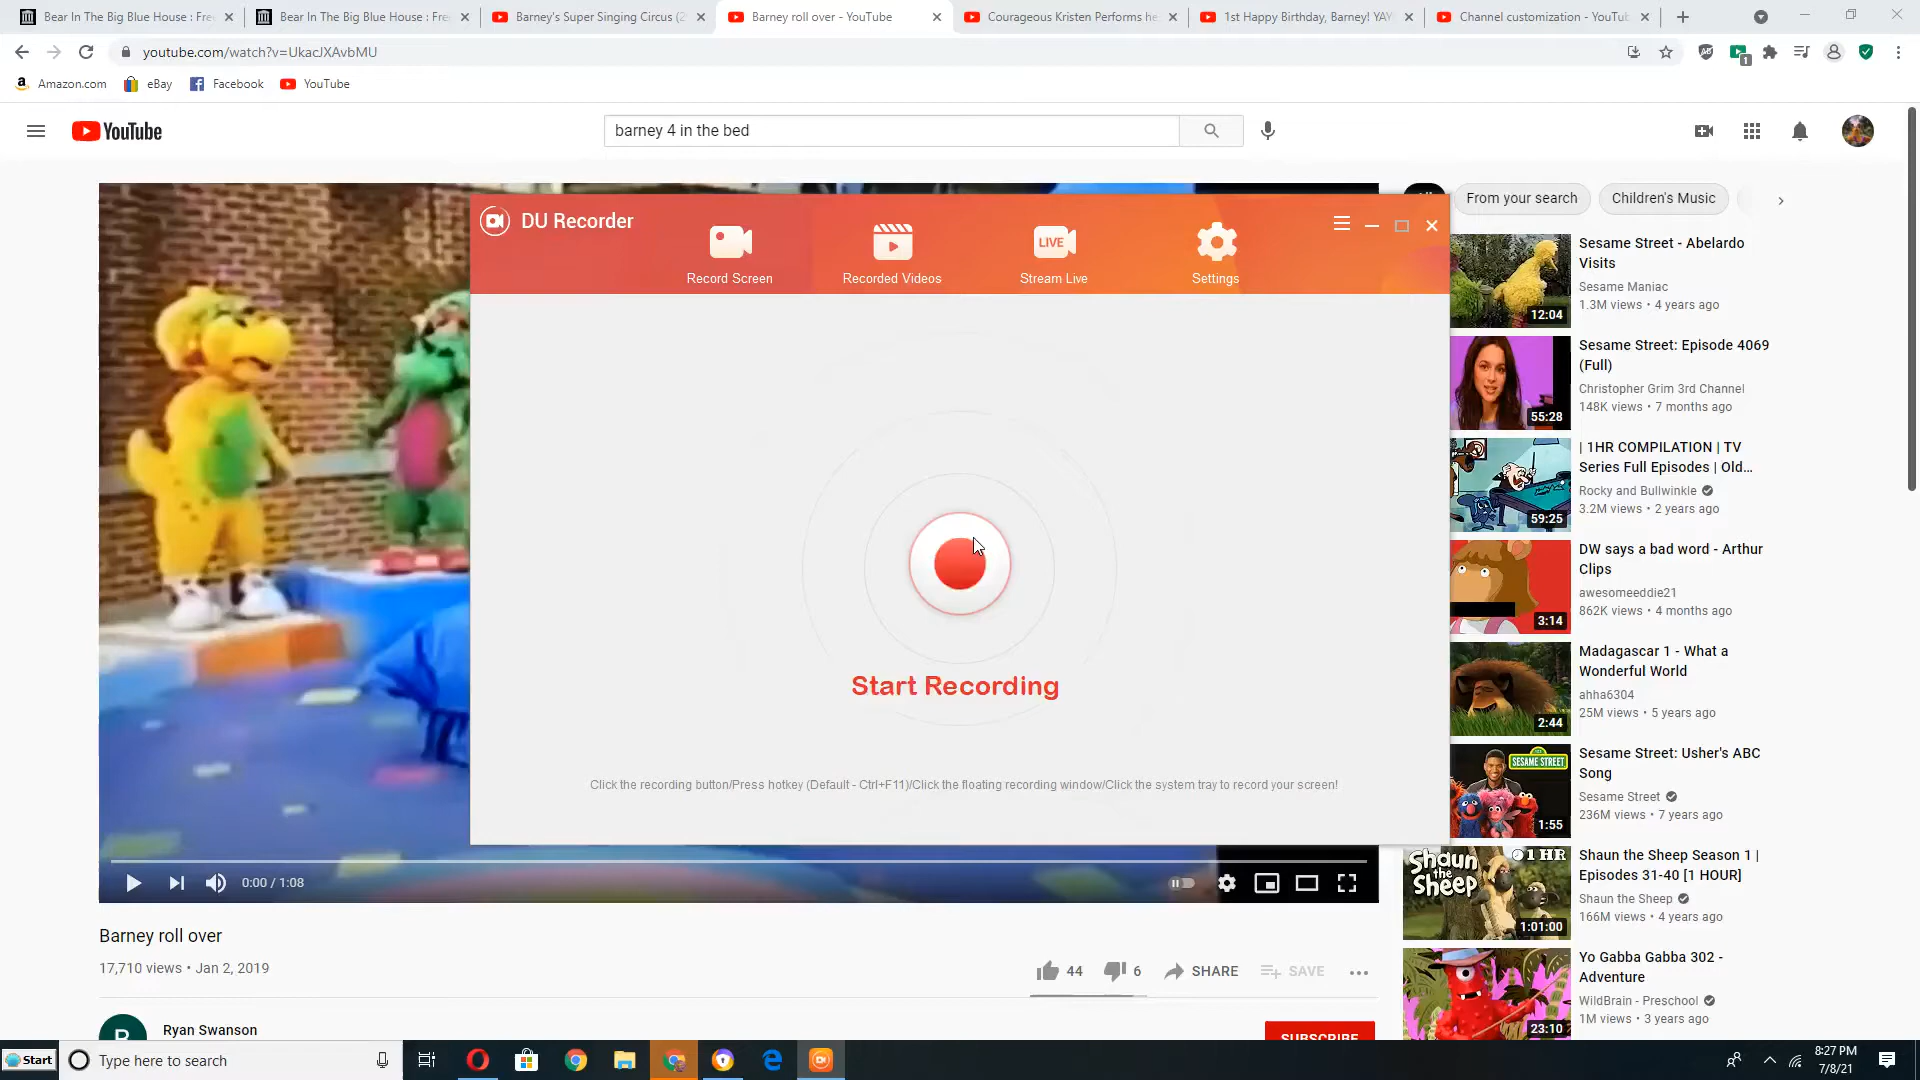 Bear In The Big Blue House : Free
Bear In The Big Blue House : Free
Barney's Super Singing Circus (2
Barney roll over - YouTube
Courageous Kristen Performs he
1st Happy Birthday, Barney! YAY
Channel customization - YouTub
youtube.com/watch?v=UkacJXAvbMU
1
Amazon.com
eBay
Facebook
YouTube
YouTube
barney 4 in the bed
From your search
Children's Music
DU Recorder
Record Screen
Recorded Videos
LIVE
Stream Live
Settings
Start Recording
Click the recording button/Press hotkey (Default - Ctrl+F11)/Click the floating recording window/Click the system tray to record your screen!
12:04
Sesame Street - Abelardo
Visits
Sesame Maniac
1.3M views • 4 years ago
55:28
Sesame Street: Episode 4069
(Full)
Christopher Grim 3rd Channel
148K views • 7 months ago
59:25
| 1HR COMPILATION | TV
Series Full Episodes | Old...
Rocky and Bullwinkle
3.2M views • 2 years ago
3:14
DW says a bad word - Arthur
Clips
awesomeeddie21
862K views • 4 months ago
2:44
Madagascar 1 - What a
Wonderful World
ahha6304
25M views • 5 years ago
SESAME STREET
1:55
Sesame Street: Usher's ABC
Song
Sesame Street
236M views • 7 years ago
Shaun the Sheep
1 HR
1:01:00
Shaun the Sheep Season 1 |
Episodes 31-40 [1 HOUR]
Shaun the Sheep
166M views • 4 years ago
23:10
Yo Gabba Gabba 302 -
Adventure
WildBrain - Preschool
1M views • 3 years ago
0:00 / 1:08
Barney roll over
17,710 views • Jan 2, 2019
44
6
SHARE
SAVE
R
Ryan Swanson
SUBSCRIBE
Start
Type here to search
8:27 PM
7/8/21